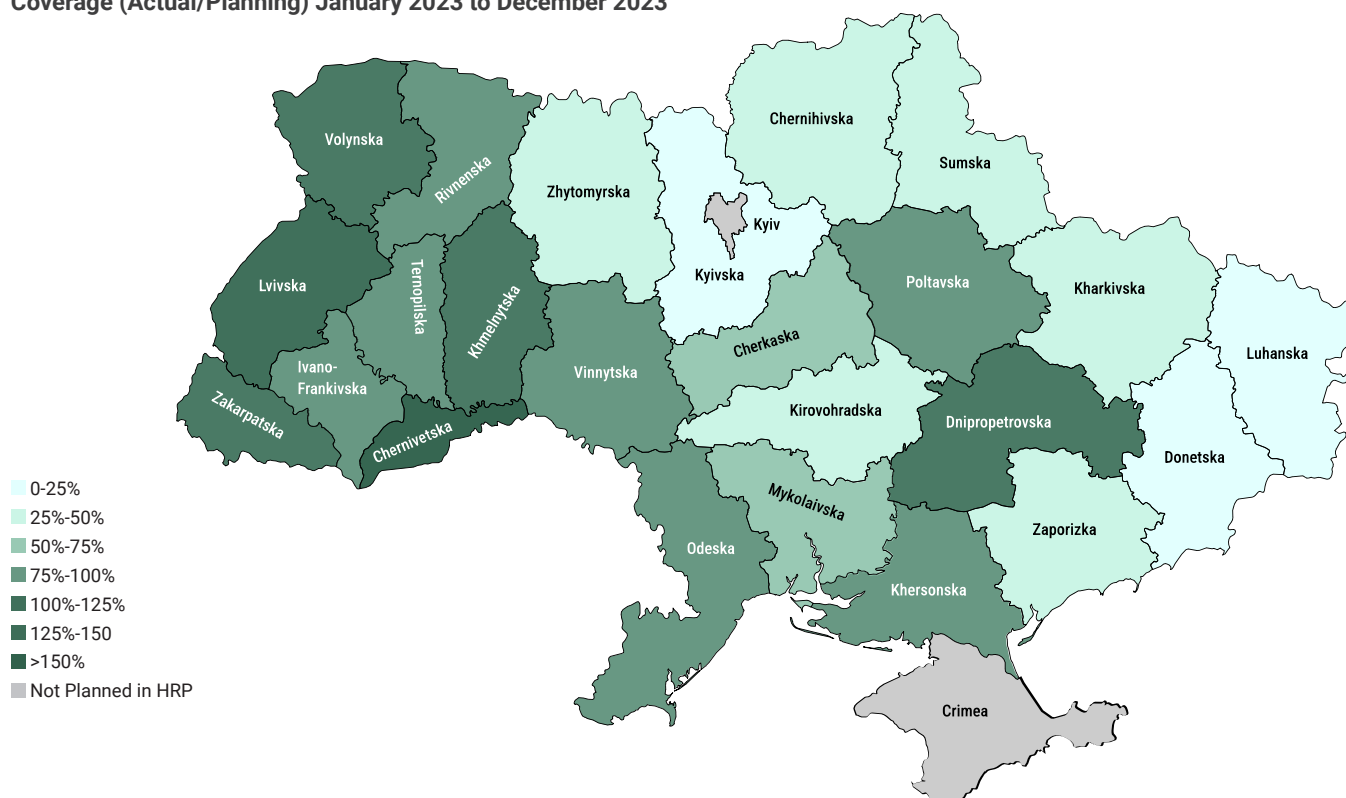 Coverage (Actual/Planning) January 2023 to December 2023
Chernihivska
Volynska
Sumska
Rivnenska
Zhytomyrska
Kyiv
Kyivska
Lvivska
Ternopilska
Poltavska
Kharkivska
Khmelnytska
Cherkaska
Luhanska
Ivano-
Frankivska
Vinnytska
Zakarpatska
Kirovohradska
Dnipropetrovska
Chernivetska
Donetska
0-25%
25%-50%
50%-75%
75%-100%
100%-125%
125%-150
>150%
Not Planned in HRP
Mykolaivska
Zaporizka
Odeska
Khersonska
Crimea